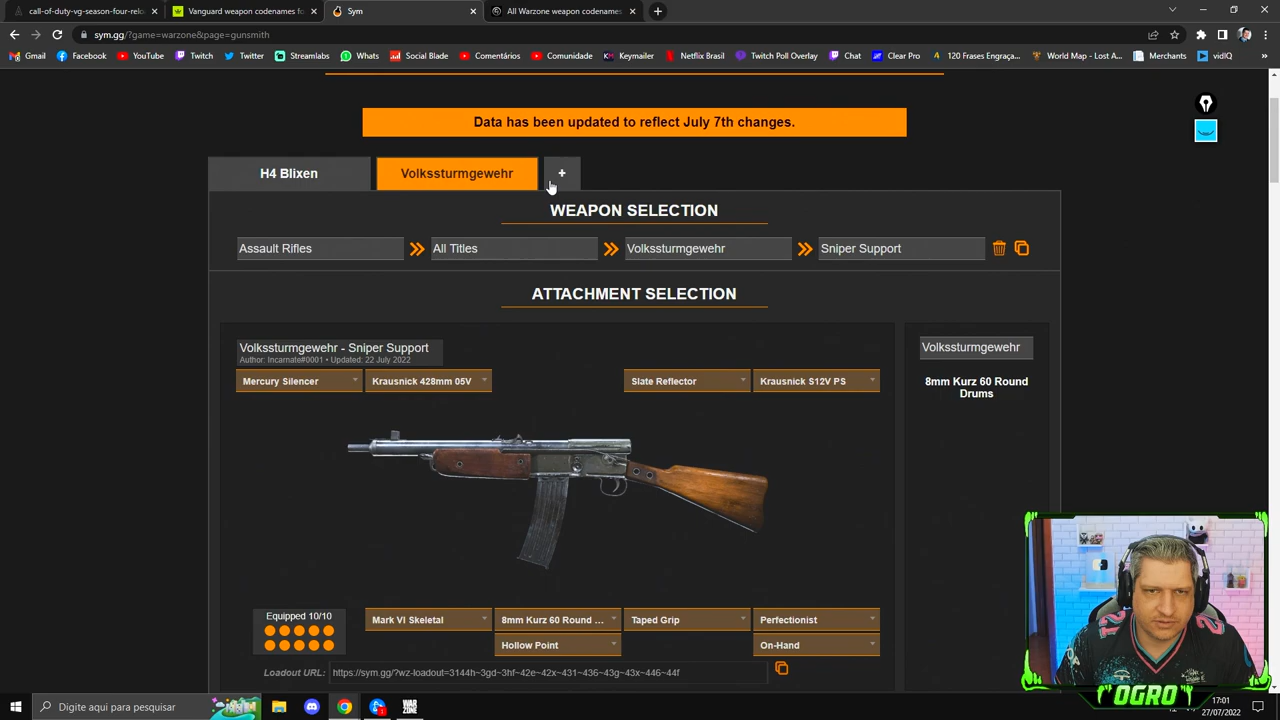 call-of-duty-vg-season-four-relo
Vanguard weapon codenames fo
Sym
All Warzone codenames
sym.gg/?game=warzone&page=gunsmith
Gmail
Facebook
YouTube
Twitch
Twitter
Streamlabs
Whats
Social Blade
Comentários
Comunidade
Keymailer
Netflix Brasil
Twitch Poll Overlay
Chat
Clear Pro
120 Frases Engraça...
World Map - Lost A...
Merchants
vidIQ
Data has been updated to reflect July 7th changes.
H4 Blixen
Volkssturmgewehr
+
WEAPON SELECTION
Assault Rifles
All Titles
Volkssturmgewehr
Sniper Support
ATTACHMENT SELECTION
Volkssturmgewehr - Sniper Support
Author: Incarnate#0001 • Updated: 22 July 2022
Mercury Silencer
Krausnick 428mm 05V
Slate Reflector
Krausnick S12V PS
Volkssturmgewehr
8mm Kurz 60 Round
Drums
Equipped 10/10
Mark VI Skeletal
8mm Kurz 60 Round ...
Taped Grip
Perfectionist
Hollow Point
On-Hand
Loadout URL:
https://sym.gg/?wz-loadout=3144h~3gd~3hf~42e~42x~431~436~43g~43x~446~44f
OGRO
Digite aqui para pesquisar
WAR
ZONE
17:01
27/07/2022